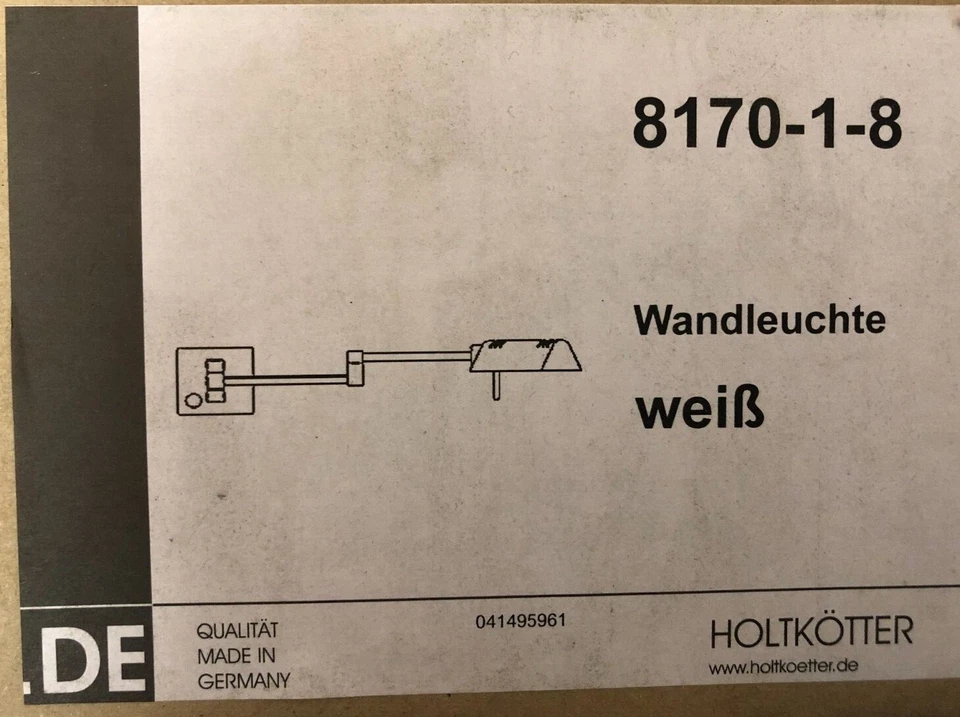 8170-1-8
Wandleuchte
weiß
.DE
QUALITÄT
MADE IN
GERMANY
041495961
HOLTKÖTTER
www.holtkoetter.de